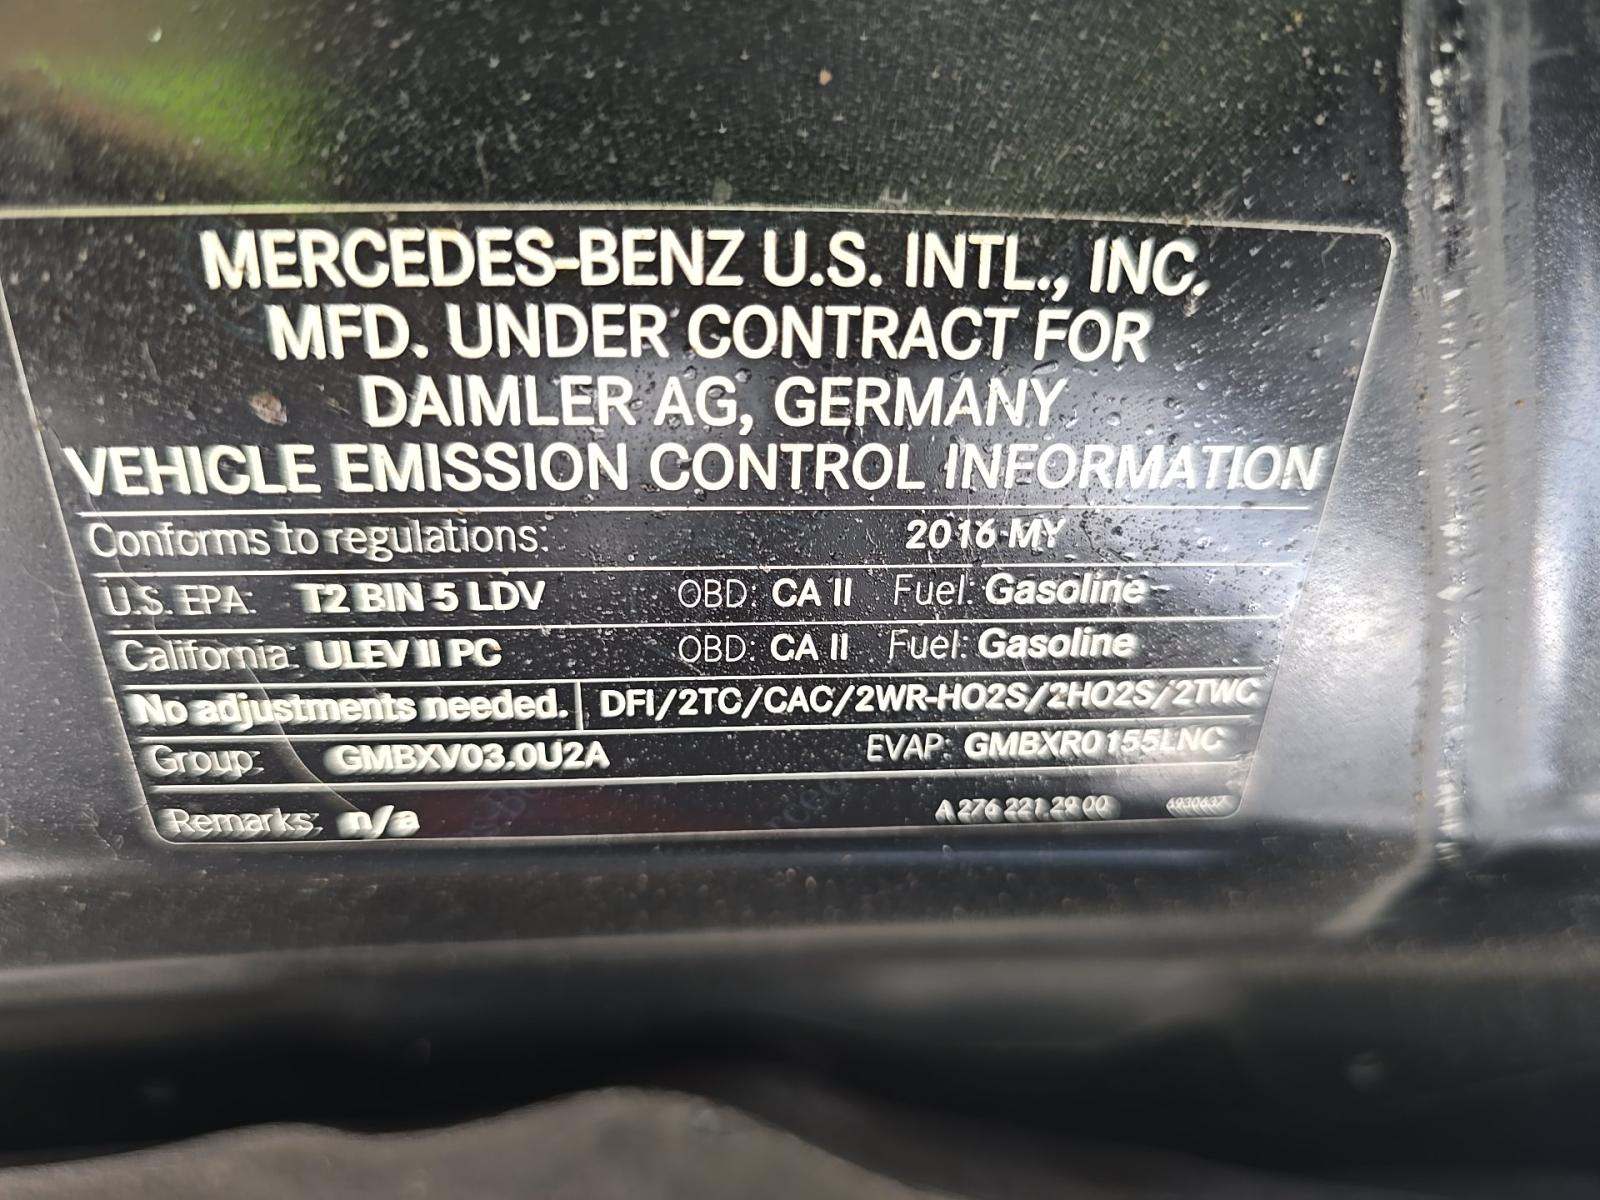 MERCEDES-BENZ U.S. INTL., INC.
MFD. UNDER CONTRACT FOR
DAIMLER AG, GERMANY
VEHICLE EMISSION CONTROL INFORMATION
Conforms to regulations: 2016 MY
U.S. EPA: T2 BIN 5 LDV OBD: CA II Fuel: Gasoline
California: ULEV II PC OBD: CA II Fuel: Gasoline
No adjustments needed. DFI/2TC/CAC/2WR-HO2S/2HO2S/2TWC
Group: GMBXV03.0U2A EVAP: GMBXR0155LNC
Remarks: n/a A 276 221 29 00